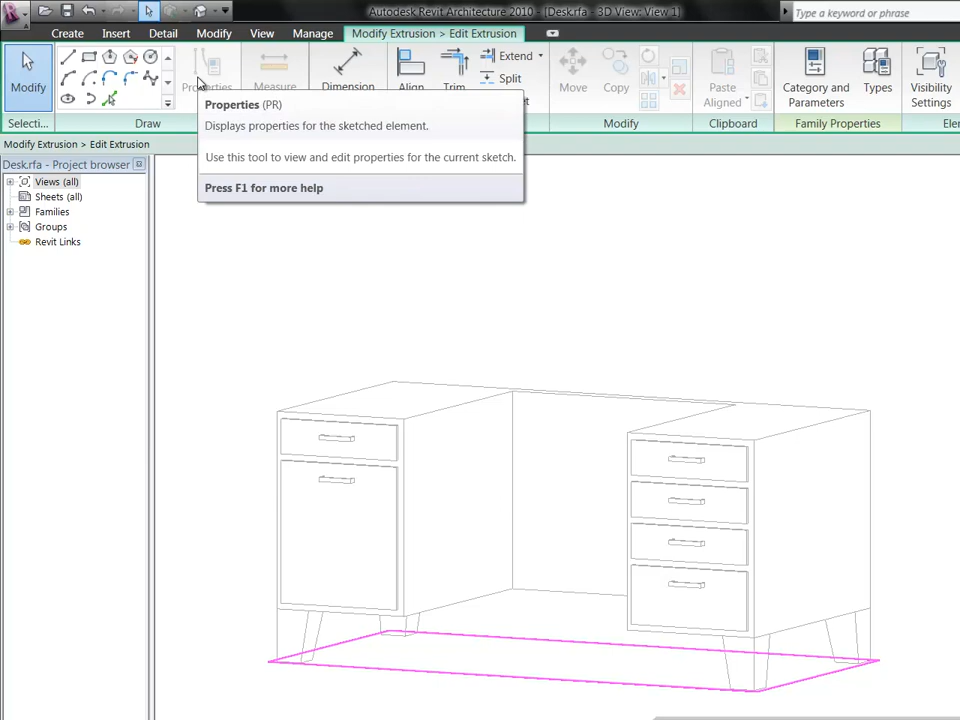 Autodesk Revit Architecture 2010 - [Desk.rfa - 3D View: View 1]
Type a keyword or phrase
Create Insert Detail Modify View Manage Modify Extrusion > Edit Extrusion
Modify
Properties
Measure
Dimension
Align
Trim
Extend
Split
Move
Copy
Paste
Aligned
Category and
Parameters
Types
Visibility
Settings
Selecti...
Draw
Modify
Clipboard
Family Properties
Properties (PR)
Displays properties for the sketched element.
Use this tool to view and edit properties for the current sketch.
Press F1 for more help
Modify Extrusion > Edit Extrusion
Desk.rfa - Project browser
Views (all)
Sheets (all)
Families
Groups
Revit Links